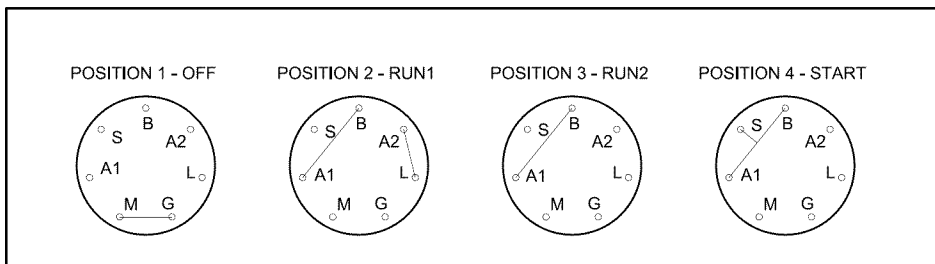 POSITION 1 - OFF
POSITION 2 - RUN1
POSITION 3 - RUN2
POSITION 4 - START
B
S
A2
A1
L
M
G
B
S
A2
A1
L
M
G
B
S
A2
A1
L
M
G
B
S
A2
A1
L
M
G